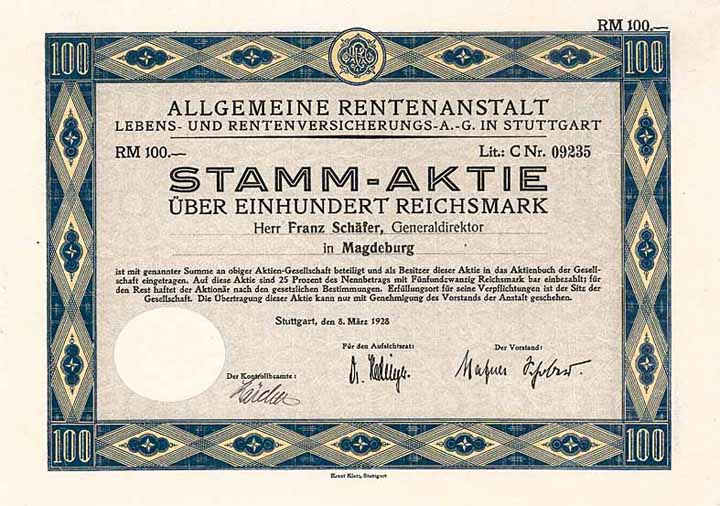 RM 100.—
100
100
ALLGEMEINE RENTENANSTALT
LEBENS- UND RENTENVERSICHERUNGS-A.-G. IN STUTTGART
RM 100.— Lit.: C Nr. 09235
STAMM-AKTIE
ÜBER EINHUNDERT REICHSMARK
Herr Franz Schäfer, Generaldirektor
in Magdeburg
ist mit genannter Summe an obiger Aktien-Gesellschaft beteiligt und als Besitzer dieser Aktie in das Aktienbuch der Gesell-
schaft eingetragen. Auf diese Aktie sind 25 Prozent des Nennbetrags mit Fünfundzwanzig Reichsmark bar einbezahlt; für
den Rest haftet der Aktionär nach den gesetzlichen Bestimmungen. Erfüllungsort für seine Verpflichtungen ist der Sitz der
Gesellschaft. Die Übertragung dieser Aktie kann nur mit Genehmigung des Vorstands der Anstalt geschehen.
Stuttgart, den 8. März 1928
Für den Aufsichtsrat:
Der Vorstand:
Der Kontrollbeamte:
Dr.
100
100
Ernst Klett, Stuttgart